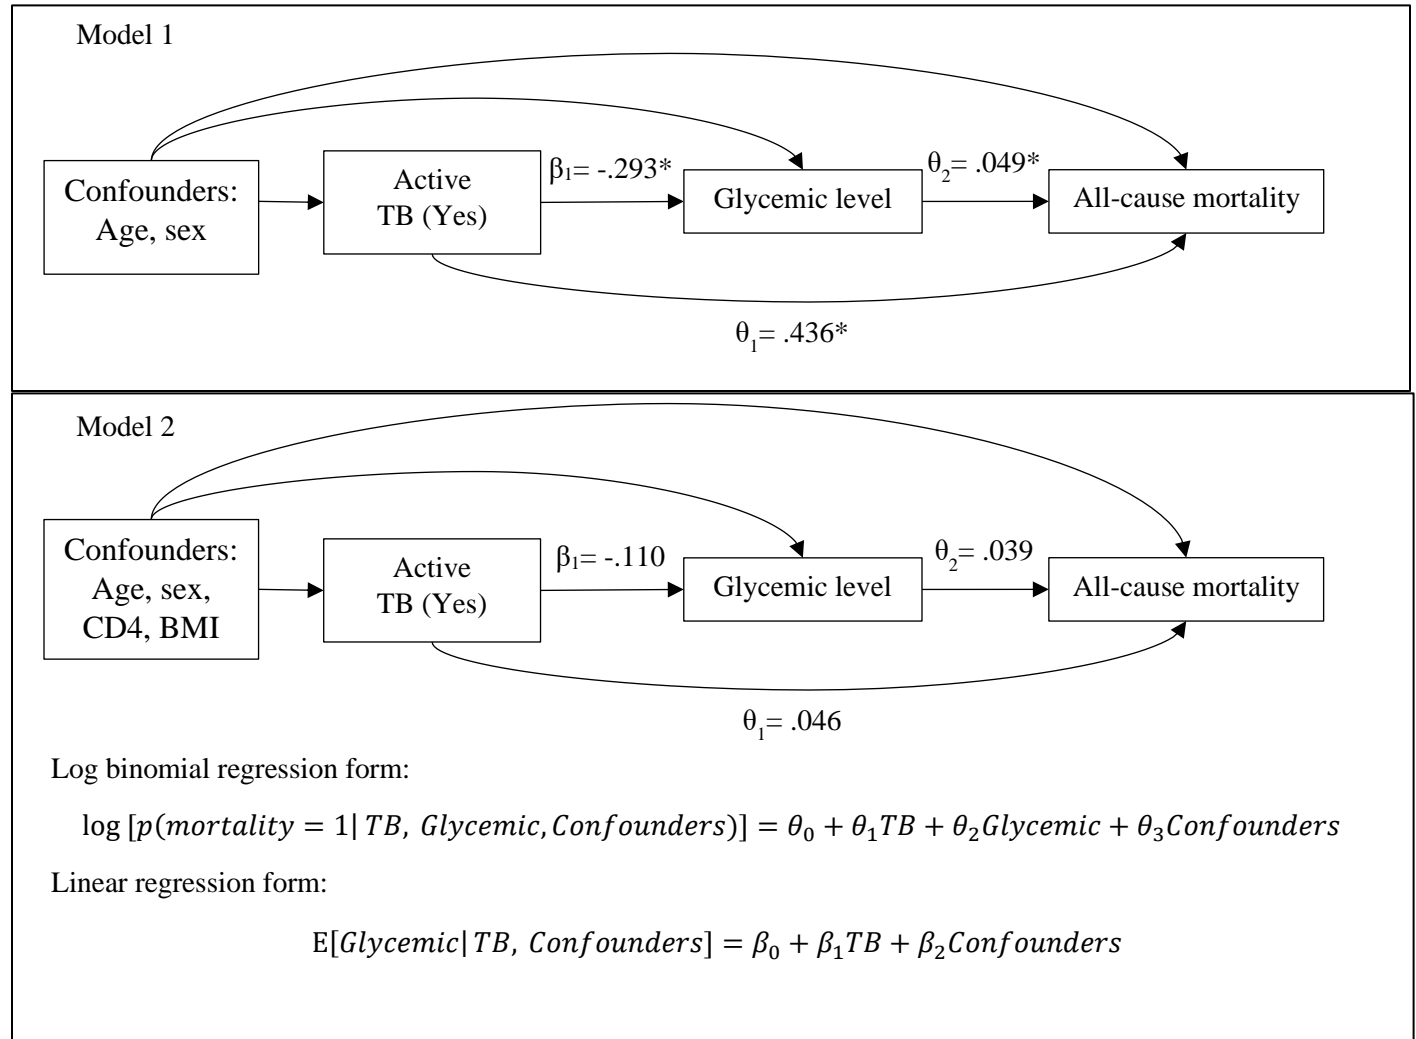 Model 1
Confounders:
Age, sex
Active
TB (Yes)
β₁= -.293*
Glycemic level
θ₂= .049*
All-cause mortality
θ₁= .436*
Model 2
Confounders:
Age, sex,
CD4, BMI
Active
TB (Yes)
β₁= -.110
Glycemic level
θ₂= .039
All-cause mortality
θ₁= .046
Log binomial regression form:
log [p(mortality = 1| TB, Glycemic, Confounders)] = θ₀ + θ₁TB + θ₂Glycemic + θ₃Confounders
Linear regression form:
E[Glycemic| TB, Confounders] = β₀ + β₁TB + β₂Confounders